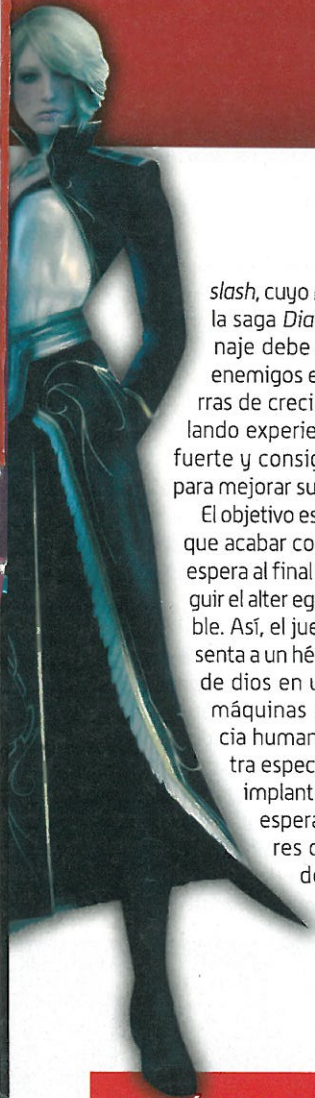 slash, cuyo
la saga Dia
naje debe
enemigos e
rras de creci
lando experie
fuerte y consig
para mejorar su
El objetivo es
que acabar co
espera al final
guir el alter eg
ble. Así, el jue
senta a un hé
de dios en u
máquinas
cia human
tra espec
implant
espera
res d
de